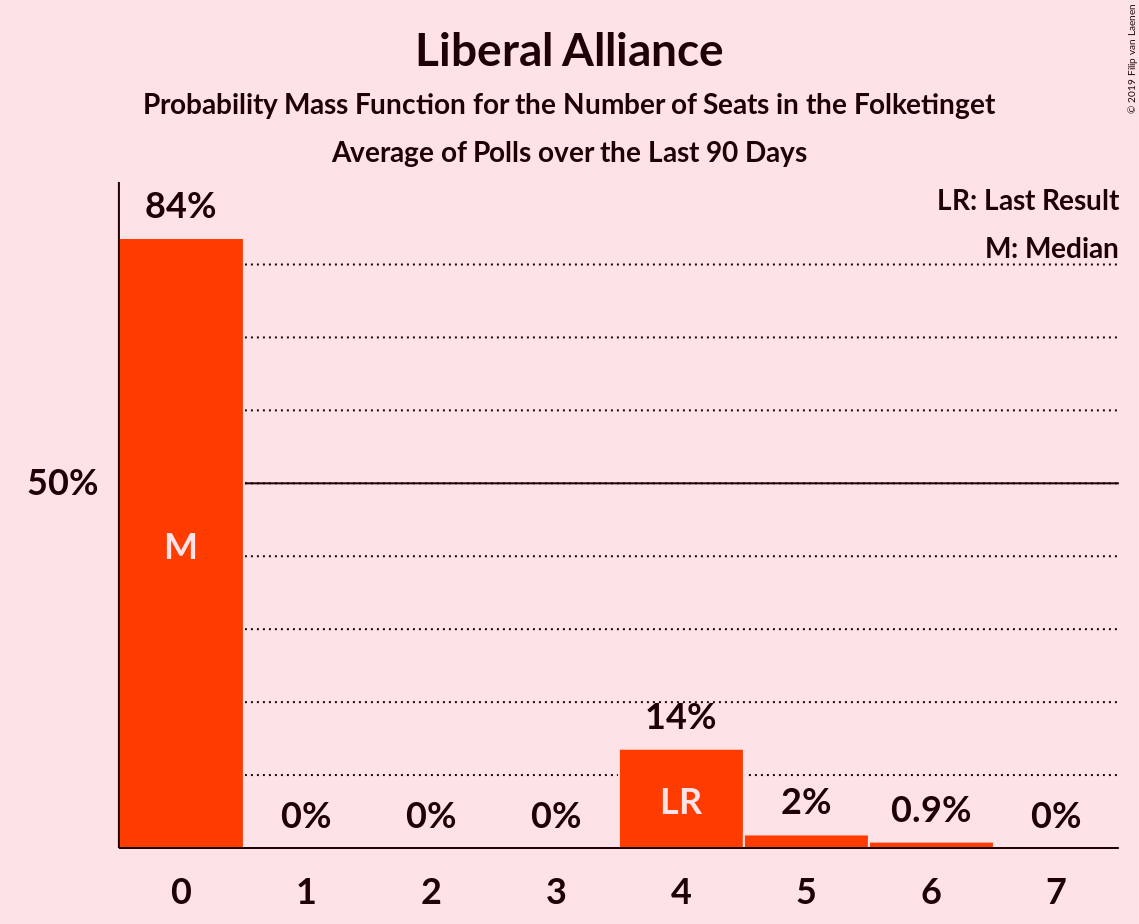 Liberal Alliance
Probability Mass Function for the Number of Seats in the Folketinget
Average of Polls over the Last 90 Days
© 2019 Filip van Laenen
LR: Last Result
M: Median
84%
50%
M
14%
LR
0%
0%
0%
2%
0.9%
0%
0 1 2 3 4 5 6 7